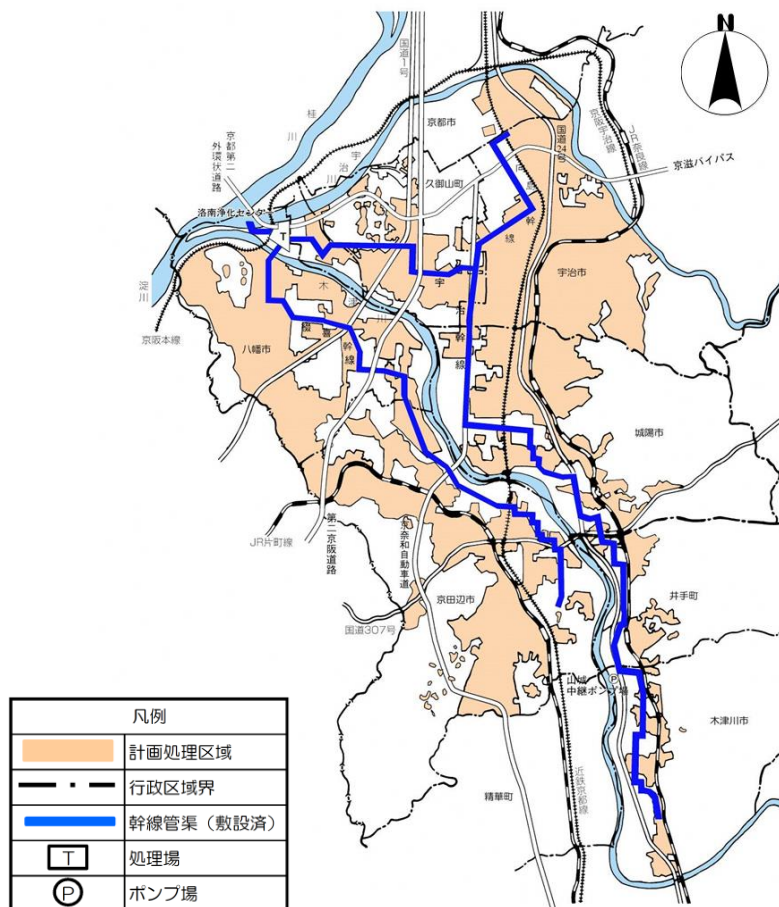 N
国道1号
桂川
京都市
宇治川
国道24号
京阪宇治線
JR奈良線
京都第二
外環状道路
京滋バイパス
久御山町
向島幹線
洛南浄化センター
T
宇治市
淀川
木津川
宇治幹線
京阪本線
八幡市
幹線
城陽市
JR片町線
第二京阪道路
京奈和自動車道
京田辺市
井手町
国道307号
山城
中継ポンプ場
P
木津川市
近鉄京都線
精華町
凡例
計画処理区域
行政区域界
幹線管渠（敷設済）
T
処理場
P
ポンプ場